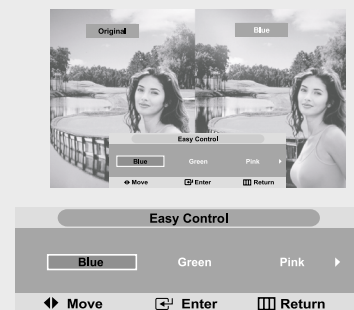 Original Blue
Easy Control
Blue Green Pink
Move Enter Return
Easy Control
Blue Green Pink
Move Enter Return